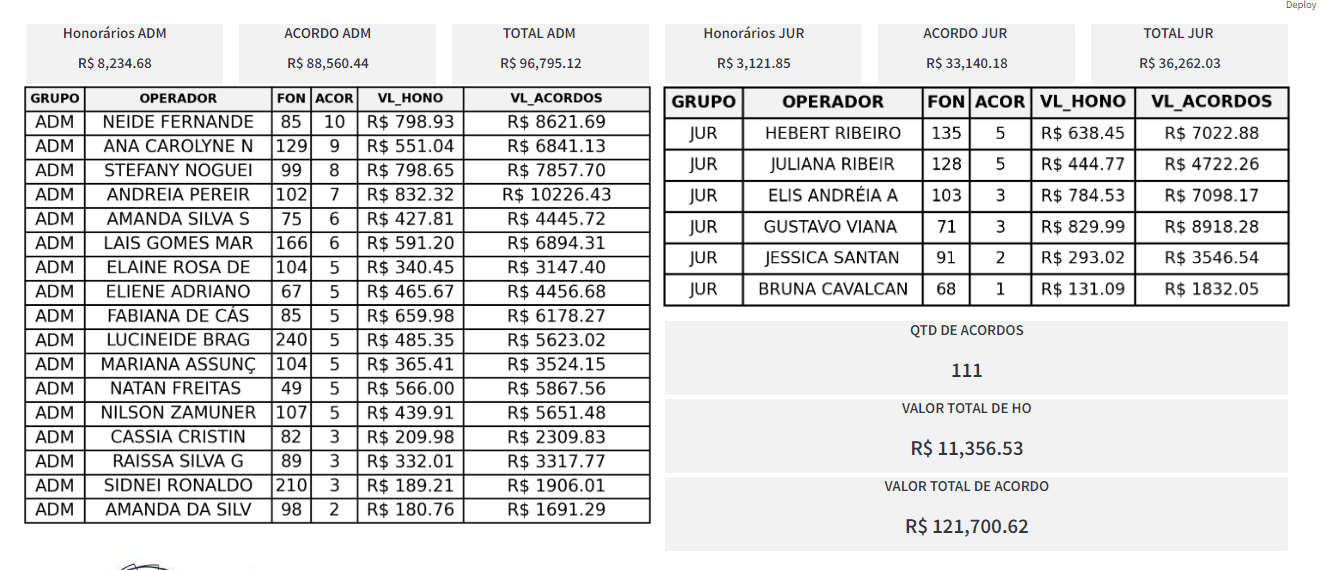 Deploy
Honorários ADM
R$ 8,234.68
ACORDO ADM
R$ 88,560.44
TOTAL ADM
R$ 96,795.12
Honorários JUR
R$ 3,121.85
ACORDO JUR
R$ 33,140.18
TOTAL JUR
R$ 36,262.03
GRUPO OPERADOR FON ACOR VL_HONO VL_ACORDOS
ADM NEIDE FERNANDE 85 10 R$ 798.93 R$ 8621.69
ADM ANA CAROLYNE N 129 9 R$ 551.04 R$ 6841.13
ADM STEFANY NOGUEI 99 8 R$ 798.65 R$ 7857.70
ADM ANDREIA PEREIR 102 7 R$ 832.32 R$ 10226.43
ADM AMANDA SILVA S 75 6 R$ 427.81 R$ 4445.72
ADM LAIS GOMES MAR 166 6 R$ 591.20 R$ 6894.31
ADM ELAINE ROSA DE 104 5 R$ 340.45 R$ 3147.40
ADM ELIENE ADRIANO 67 5 R$ 465.67 R$ 4456.68
ADM FABIANA DE CÁS 85 5 R$ 659.98 R$ 6178.27
ADM LUCINEIDE BRAG 240 5 R$ 485.35 R$ 5623.02
ADM MARIANA ASSUNÇ 104 5 R$ 365.41 R$ 3524.15
ADM NATAN FREITAS 49 5 R$ 566.00 R$ 5867.56
ADM NILSON ZAMUNER 107 5 R$ 439.91 R$ 5651.48
ADM CASSIA CRISTIN 82 3 R$ 209.98 R$ 2309.83
ADM RAISSA SILVA G 89 3 R$ 332.01 R$ 3317.77
ADM SIDNEI RONALDO 210 3 R$ 189.21 R$ 1906.01
ADM AMANDA DA SILV 98 2 R$ 180.76 R$ 1691.29
GRUPO OPERADOR FON ACOR VL_HONO VL_ACORDOS
JUR HEBERT RIBEIRO 135 5 R$ 638.45 R$ 7022.88
JUR JULIANA RIBEIR 128 5 R$ 444.77 R$ 4722.26
JUR ELIS ANDRÉIA A 103 3 R$ 784.53 R$ 7098.17
JUR GUSTAVO VIANA 71 3 R$ 829.99 R$ 8918.28
JUR JESSICA SANTAN 91 2 R$ 293.02 R$ 3546.54
JUR BRUNA CAVALCAN 68 1 R$ 131.09 R$ 1832.05
QTD DE ACORDOS
111
VALOR TOTAL DE HO
R$ 11,356.53
VALOR TOTAL DE ACORDO
R$ 121,700.62